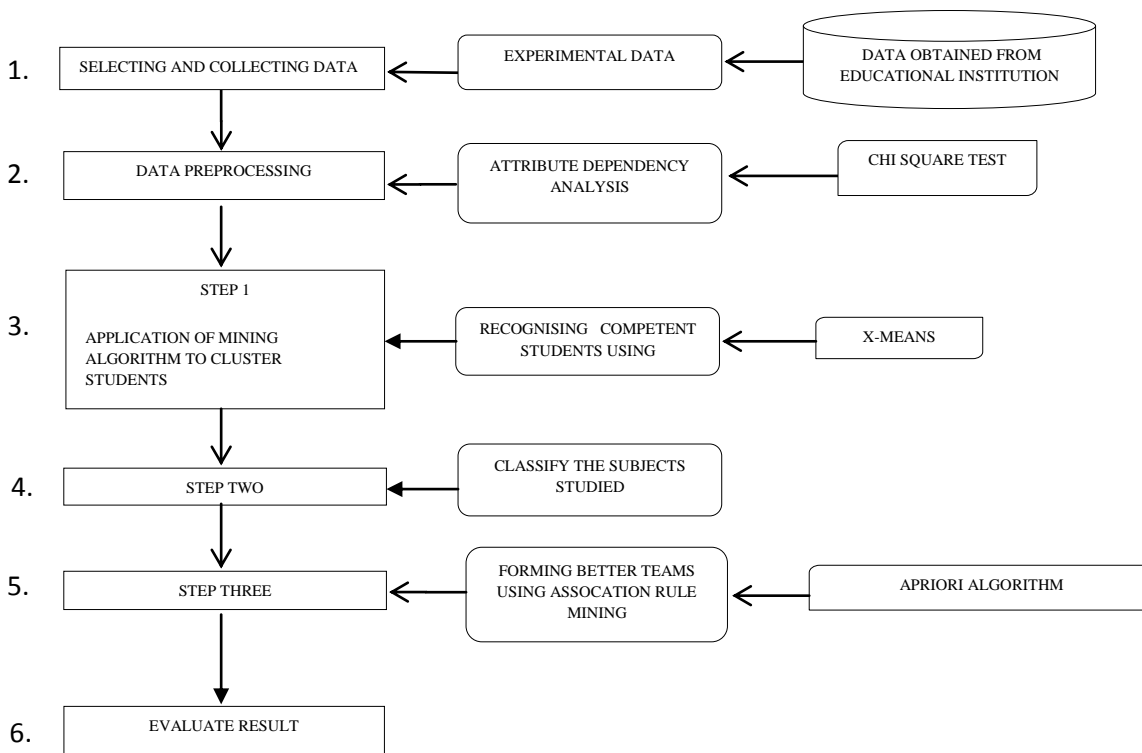 1.
SELECTING AND COLLECTING DATA
EXPERIMENTAL DATA
DATA OBTAINED FROM
EDUCATIONAL INSTITUTION
2.
DATA PREPROCESSING
ATTRIBUTE DEPENDENCY
ANALYSIS
CHI SQUARE TEST
3.
STEP 1
APPLICATION OF MINING
ALGORITHM TO CLUSTER
STUDENTS
RECOGNISING COMPETENT
STUDENTS USING
X-MEANS
4.
STEP TWO
CLASSIFY THE SUBJECTS
STUDIED
5.
STEP THREE
FORMING BETTER TEAMS
USING ASSOCATION RULE
MINING
APRIORI ALGORITHM
6.
EVALUATE RESULT